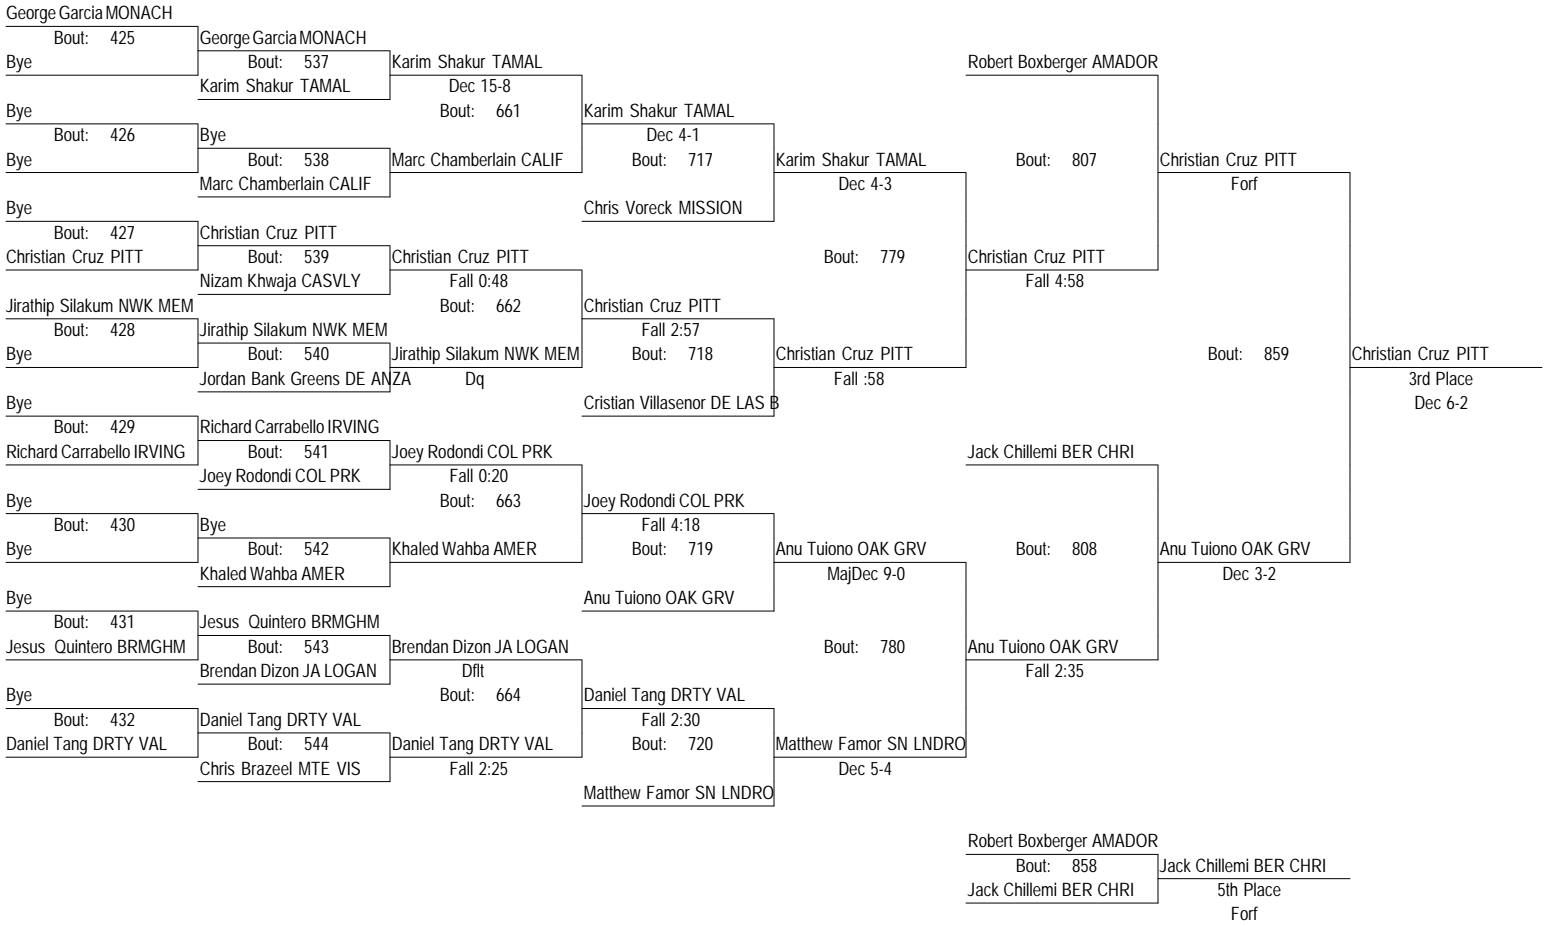 George Garcia MONACH
Bout: 425
Bye
George Garcia MONACH
Bout: 537
Karim Shakur TAMAL
Karim Shakur TAMAL
Dec 15-8
Bout: 661
Bye
Bout: 426
Bye
Bye
Bout: 538
Marc Chamberlain CALIF
Marc Chamberlain CALIF
Karim Shakur TAMAL
Dec 4-1
Bout: 717
Chris Voreck MISSION
Karim Shakur TAMAL
Dec 4-3
Bout: 779
Bye
Bout: 427
Christian Cruz PITT
Christian Cruz PITT
Bout: 539
Nizam Khwaja CASVLY
Christian Cruz PITT
Fall 0:48
Bout: 662
Jirathip Silakum NWK MEM
Bout: 428
Bye
Jirathip Silakum NWK MEM
Bout: 540
Jordan Bank Greens DE ANZA
Jirathip Silakum NWK MEM
Dq
Christian Cruz PITT
Fall 2:57
Bout: 718
Cristian Villasenor DE LAS B
Christian Cruz PITT
Fall :58
Robert Boxberger AMADOR
Bout: 807
Christian Cruz PITT
Fall 4:58
Christian Cruz PITT
Forf
Bout: 859
Christian Cruz PITT
3rd Place
Dec 6-2
Bye
Bout: 429
Richard Carrabello IRVING
Richard Carrabello IRVING
Bout: 541
Joey Rodondi COL PRK
Joey Rodondi COL PRK
Fall 0:20
Bout: 663
Bye
Bout: 430
Bye
Bye
Bout: 542
Khaled Wahba AMER
Khaled Wahba AMER
Joey Rodondi COL PRK
Fall 4:18
Bout: 719
Anu Tuiono OAK GRV
Anu Tuiono OAK GRV
MajDec 9-0
Bout: 780
Bye
Bout: 431
Jesus Quintero BRMGHM
Jesus Quintero BRMGHM
Bout: 543
Brendan Dizon JA LOGAN
Brendan Dizon JA LOGAN
Dflt
Bout: 664
Bye
Bout: 432
Daniel Tang DRTY VAL
Daniel Tang DRTY VAL
Bout: 544
Chris Brazeel MTE VIS
Daniel Tang DRTY VAL
Fall 2:25
Daniel Tang DRTY VAL
Fall 2:30
Bout: 720
Matthew Famor SN LNDRO
Matthew Famor SN LNDRO
Dec 5-4
Jack Chillemi BER CHRI
Bout: 808
Anu Tuiono OAK GRV
Fall 2:35
Anu Tuiono OAK GRV
Dec 3-2
Robert Boxberger AMADOR
Bout: 858
Jack Chillemi BER CHRI
Jack Chillemi BER CHRI
5th Place
Forf